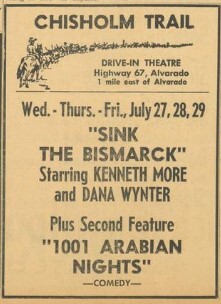 CHISHOLM TRAIL
DRIVE-IN THEATRE
Highway 67, Alvarado
1 mile east of Alvarado
Wed. - Thurs. - Fri., July 27, 28, 29
"SINK
THE BISMARCK"
Starring KENNETH MORE
and DANA WYNTER
Plus Second Feature
"1001 ARABIAN
NIGHTS"
—COMEDY—